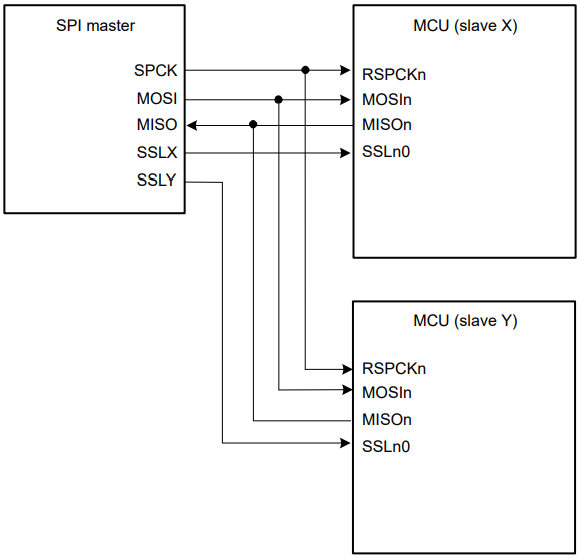 SPI master
SPCK
MOSI
MISO
SSLX
SSLY
MCU (slave X)
RSPCKn
MOSIn
MISOn
SSLn0
MCU (slave Y)
RSPCKn
MOSIn
MISOn
SSLn0